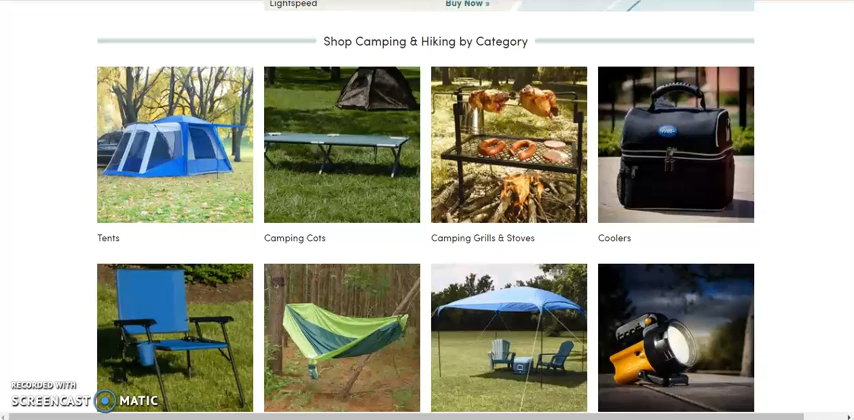 Lightspeed
Buy Now »
Shop Camping & Hiking by Category
Tents
Camping Cots
Camping Grills & Stoves
Coolers
RECORDED WITH
SCREENCAST MATIC